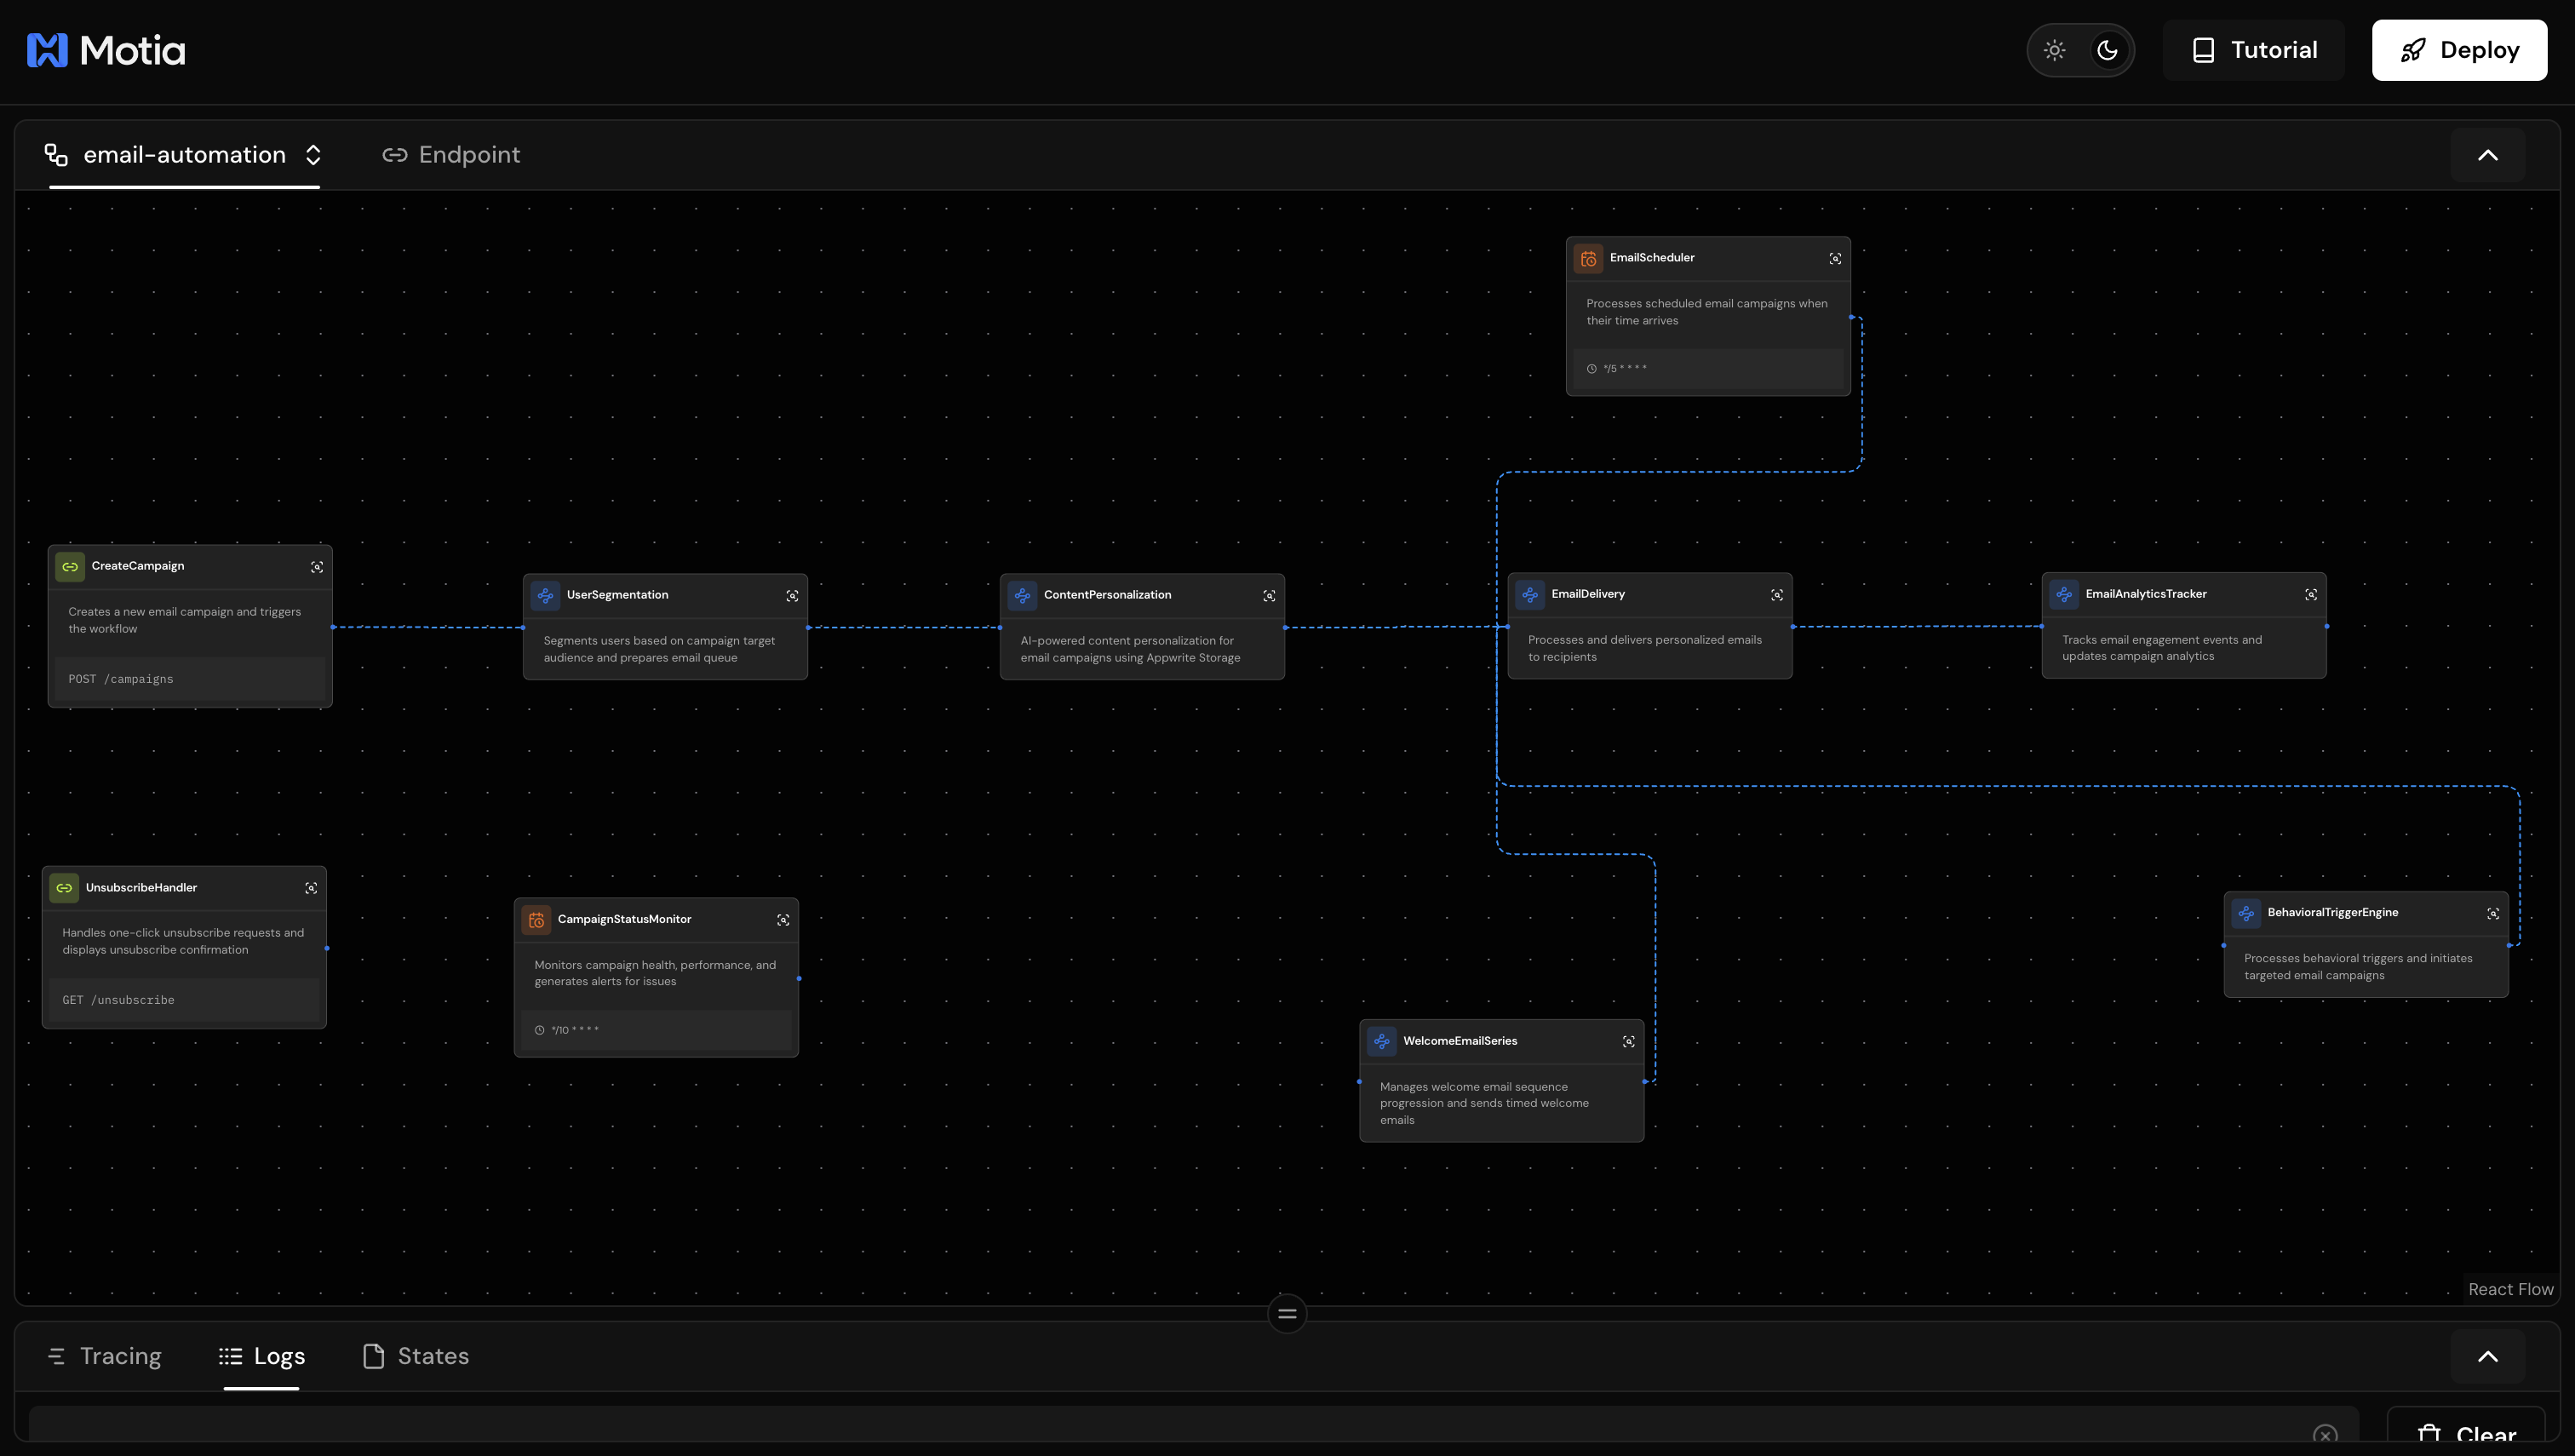 Motia
Tutorial
Deploy
email-automation
Endpoint
EmailScheduler
Processes scheduled email campaigns when
their time arrives
*/5 * * * *
CreateCampaign
Creates a new email campaign and triggers
the workflow
POST /campaigns
UserSegmentation
Segments users based on campaign target
audience and prepares email queue
ContentPersonalization
AI-powered content personalization for
email campaigns using Appwrite Storage
EmailDelivery
Processes and delivers personalized emails
to recipients
EmailAnalyticsTracker
Tracks email engagement events and
updates campaign analytics
UnsubscribeHandler
Handles one-click unsubscribe requests and
displays unsubscribe confirmation
GET /unsubscribe
CampaignStatusMonitor
Monitors campaign health, performance, and
generates alerts for issues
*/10 * * * *
BehavioralTriggerEngine
Processes behavioral triggers and initiates
targeted email campaigns
WelcomeEmailSeries
Manages welcome email sequence
progression and sends timed welcome
emails
React Flow
Tracing
Logs
States
Clear